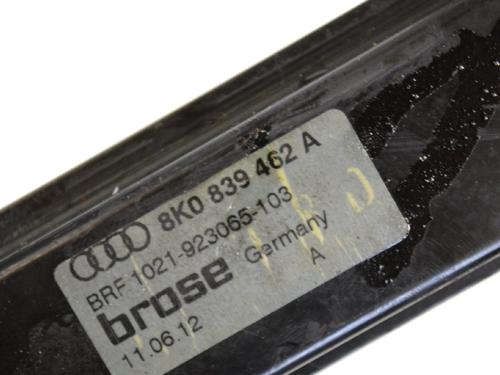 8K0 839 462 A
BRF 1021-923065-103
brose Germany
11.06.12 A